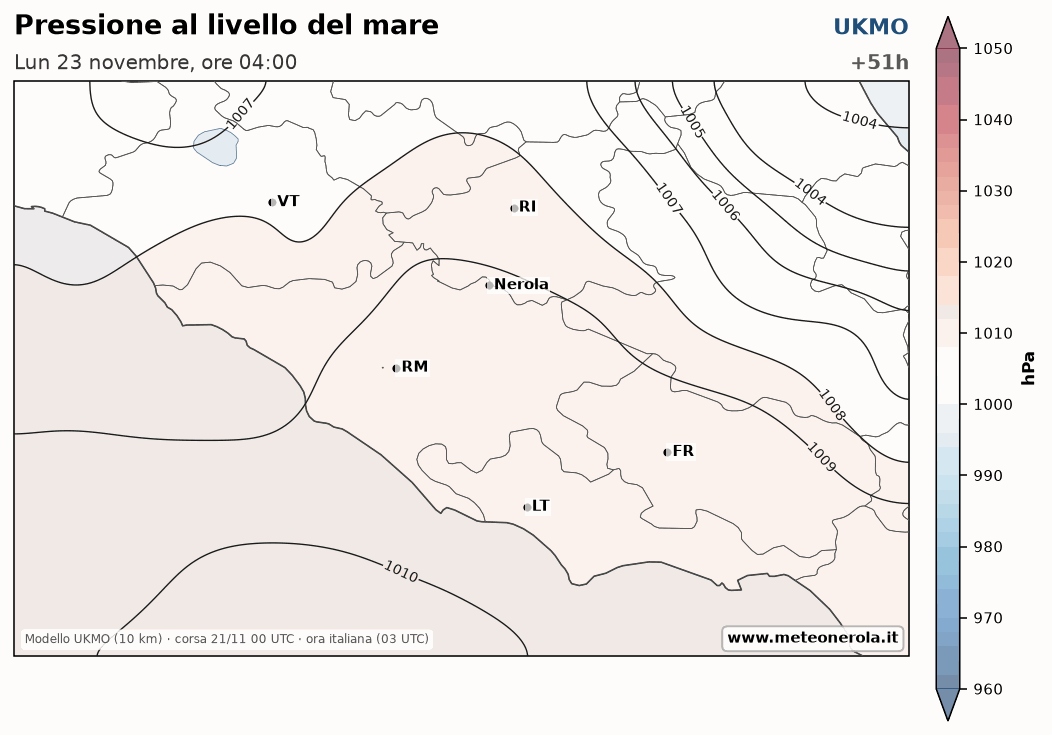 Pressione al livello del mare
UKMO
Lun 23 novembre, ore 04:00
+51h
1007
1005
1004
1004
1007
1006
VT
RI
Nerola
RM
1008
1009
FR
LT
1010
Modello UKMO (10 km) · corsa 21/11 00 UTC · ora italiana (03 UTC)
www.meteonerola.it
1050
1040
1030
1020
1010
1000
990
980
970
960
hPa